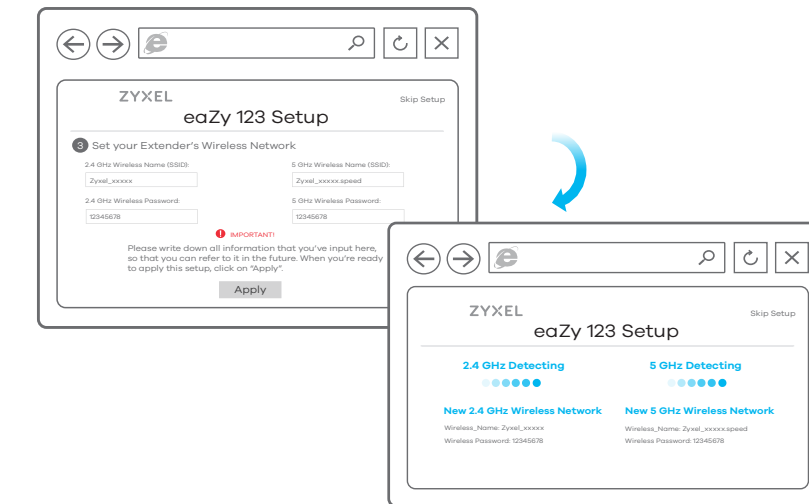 ZYXEL
Skip Setup
eaZy 123 Setup
3 Set your Extender's Wireless Network
2.4 GHz Wireless Name (SSID):
5 GHz Wireless Name (SSID):
Zyxel_xxxxx
Zyxel_xxxxx.speed
2.4 GHz Wireless Password:
5 GHz Wireless Password:
12345678
12345678
! IMPORTANT!
Please write down all information that you've input here,
so that you can refer to it in the future. When you're ready
to apply this setup, click on "Apply".
Apply
ZYXEL
Skip Setup
eaZy 123 Setup
2.4 GHz Detecting
5 GHz Detecting
New 2.4 GHz Wireless Network
New 5 GHz Wireless Network
Wireless_Name: Zyxel_xxxxx
Wireless_Name: Zyxel_xxxxx.speed
Wireless Password: 12345678
Wireless Password: 12345678